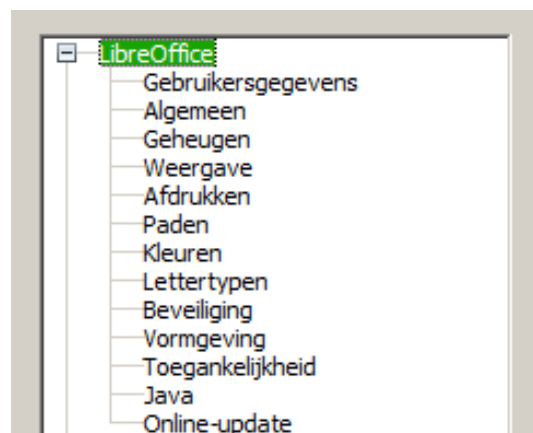 LibreOffice
Gebruikersgegevens
Algemeen
Geheugen
Weergave
Afdrukken
Paden
Kleuren
Lettertypen
Beveiliging
Vormgeving
Toegankelijkheid
Java
Online-update